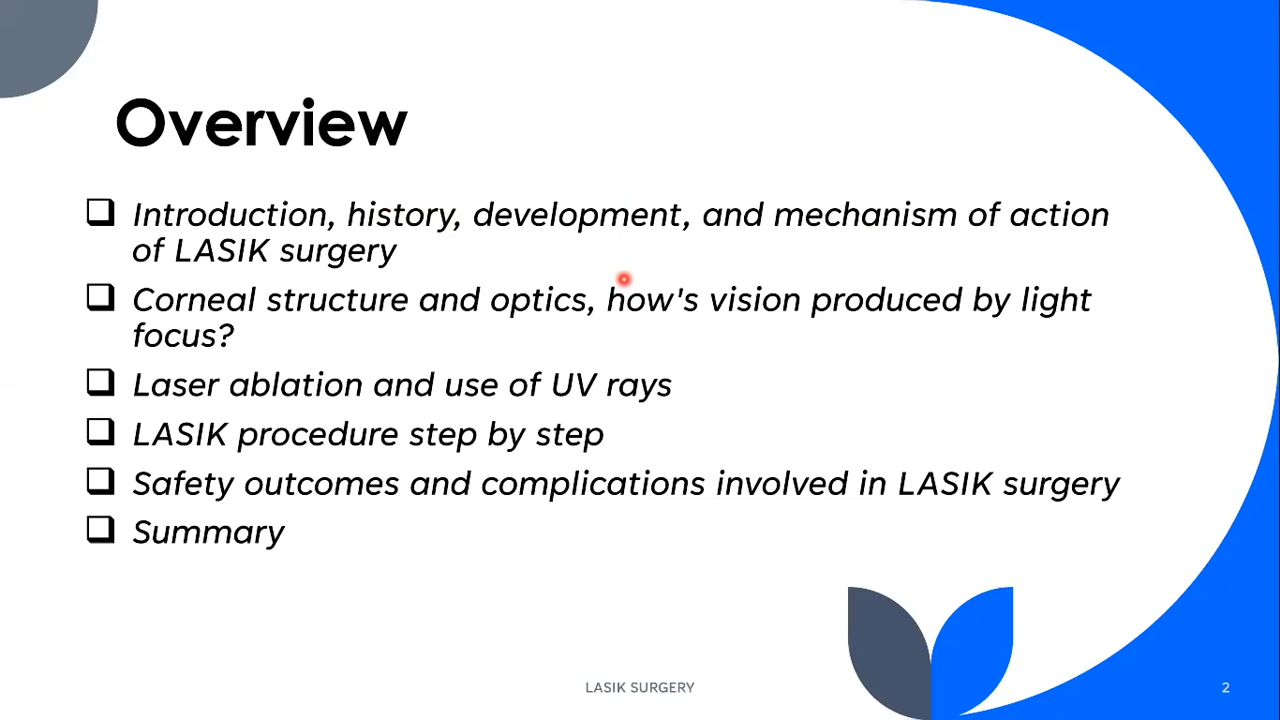 Overview
Introduction, history, development, and mechanism of action
of LASIK surgery
Corneal structure and optics, how's vision produced by light
focus?
Laser ablation and use of UV rays
LASIK procedure step by step
Safety outcomes and complications involved in LASIK surgery
Summary
LASIK SURGERY
2